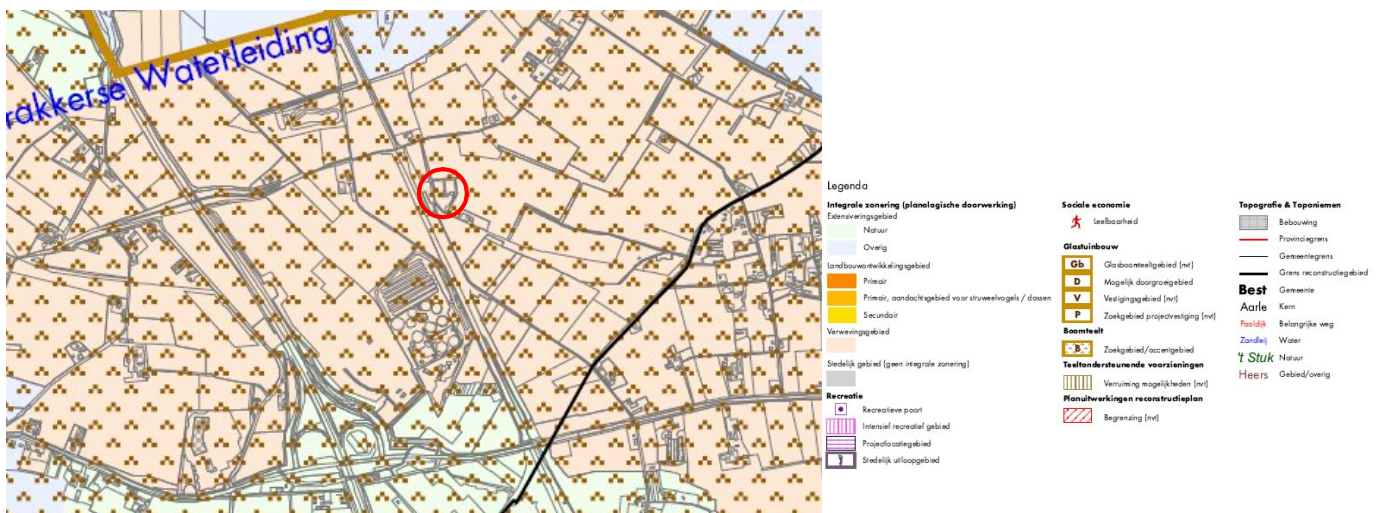 rakkerse Waterleiding
Legenda
Integrale zonering (planologische doorwerking)
Extensiveringsgebied
Natuur
Overig
Landbouwontwikkelingsgebied
Primair
Primair, aandachtsgebied voor struweelvogels / dassen
Secundair
Verwevingsgebied
Stedelijk gebied (geen integrale zonering)
Recreatie
Recreatieve poort
Intensief recreatief gebied
Projectlocatiegebied
Stedelijk uitloopgebied
Sociale economie
Leefbaarheid
Glastuinbouw
Gb Glasboomteeltgebied (nvt)
D Mogelijk doorgroeigebied
V Vestigingsgebied (nvt)
P Zoekgebied projectvestiging (nvt)
Boomteelt
B Zoekgebied/accentgebied
Teeltondersteunende voorzieningen
Verruiming mogelijkheden (nvt)
Planuitwerkingen reconstructieplan
Begrenzing (nvt)
Topografie & Toponiemen
Bebouwing
Provinciegrens
Gemeentegrens
Grens reconstructiegebied
Best Gemeente
Aarle Kern
Paaldijk Belangrijke weg
Zandleij Water
't Stuk Natuur
Heers Gebied/overig